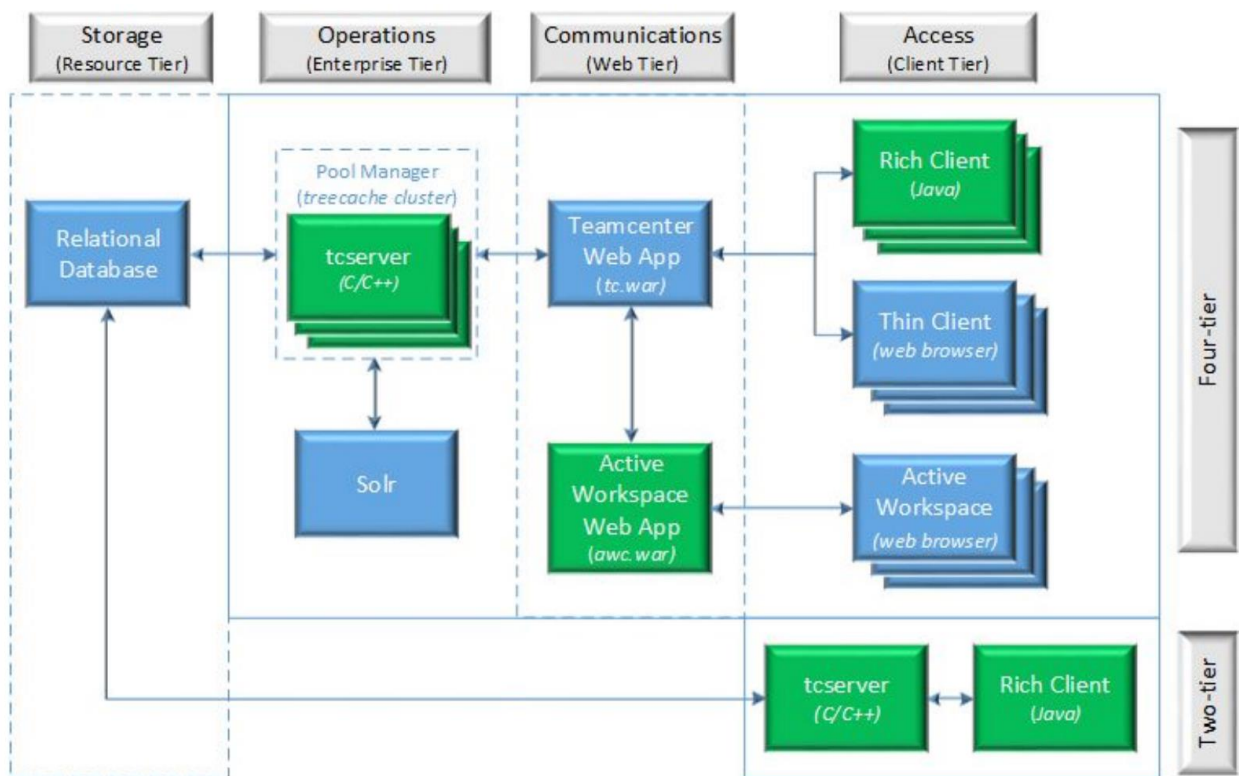 Storage
(Resource Tier)
Operations
(Enterprise Tier)
Communications
(Web Tier)
Access
(Client Tier)
Pool Manager
(treecache cluster)
Relational
Database
tcserver
(C/C++)
Teamcenter
Web App
(tc.war)
Rich Client
(Java)
Thin Client
(web browser)
Solr
Active
Workspace
Web App
(awc.war)
Active
Workspace
(web browser)
Four-tier
tcserver
(C/C++)
Rich Client
(Java)
Two-tier